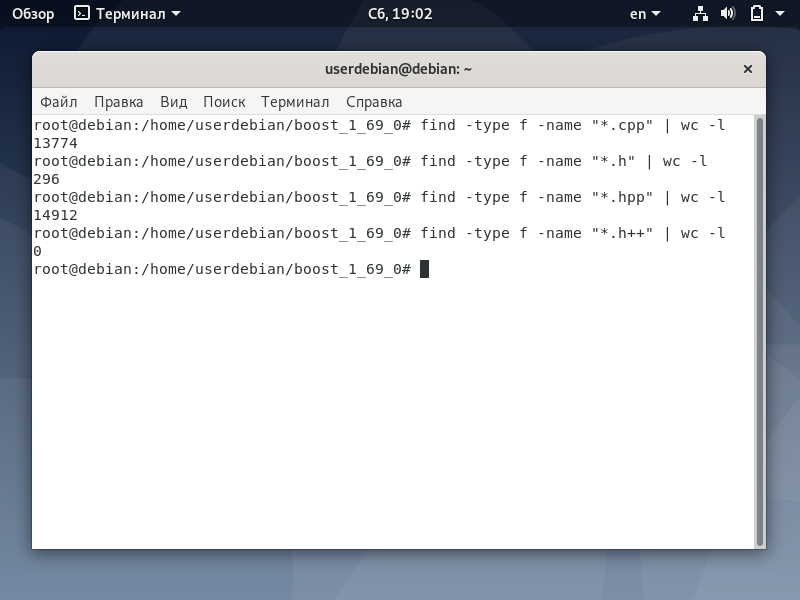 Обзор Терминал Сб, 19:02 en
userdebian@debian: ~ ×
Файл Правка Вид Поиск Терминал Справка
root@debian:/home/userdebian/boost_1_69_0# find -type f -name "*.cpp" | wc -l
13774
root@debian:/home/userdebian/boost_1_69_0# find -type f -name "*.h" | wc -l
296
root@debian:/home/userdebian/boost_1_69_0# find -type f -name "*.hpp" | wc -l
14912
root@debian:/home/userdebian/boost_1_69_0# find -type f -name "*.h++" | wc -l
0
root@debian:/home/userdebian/boost_1_69_0#